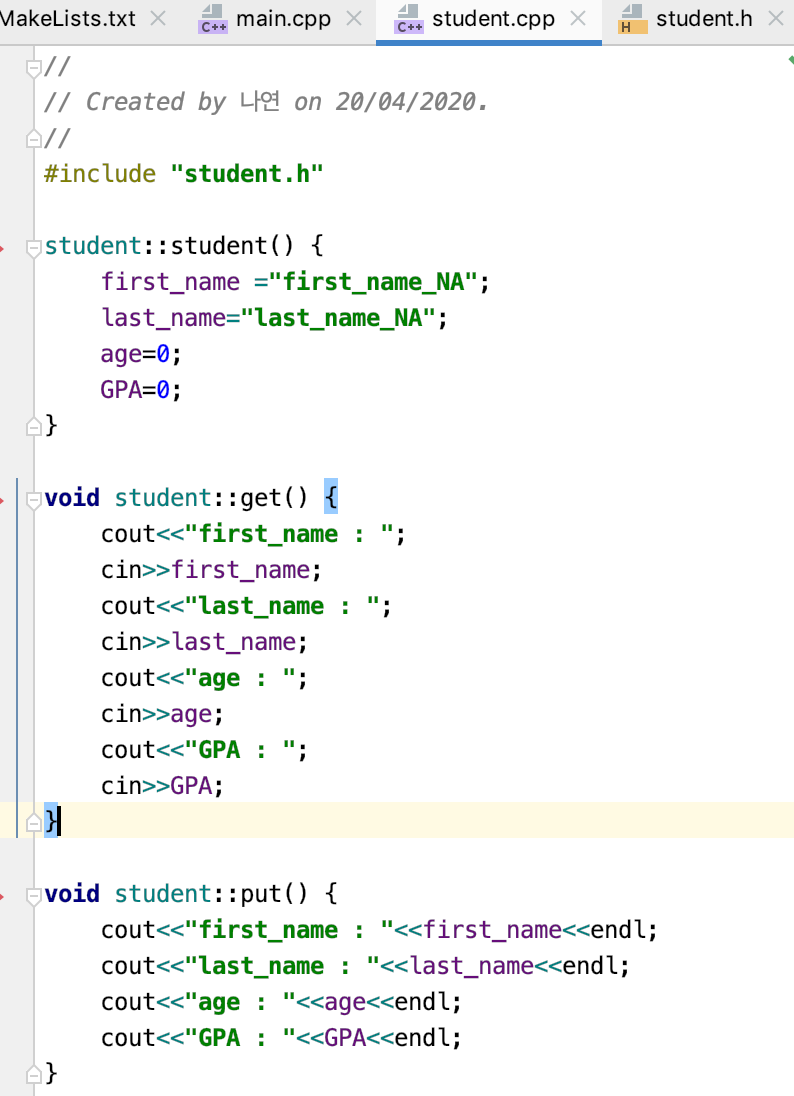 MakeLists.txt main.cpp student.cpp student.h
C++ C++ H
//
// Created by 나연 on 20/04/2020.
//
#include "student.h"
student::student() {
first_name ="first_name_NA";
last_name="last_name_NA";
age=0;
GPA=0;
}
void student::get() {
cout<<"first_name : ";
cin>>first_name;
cout<<"last_name : ";
cin>>last_name;
cout<<"age : ";
cin>>age;
cout<<"GPA : ";
cin>>GPA;
}
void student::put() {
cout<<"first_name : "<<first_name<<endl;
cout<<"last_name : "<<last_name<<endl;
cout<<"age : "<<age<<endl;
cout<<"GPA : "<<GPA<<endl;
}